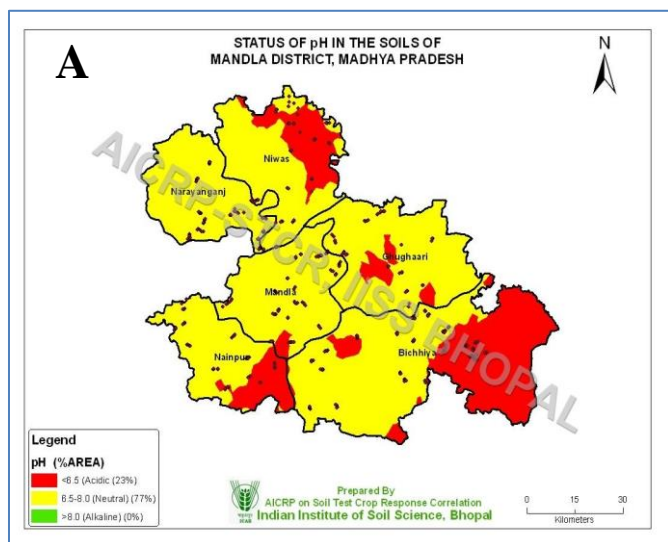 A
STATUS OF pH IN THE SOILS OF
MANDLA DISTRICT, MADHYA PRADESH
N
AICRP-STCR, IISS BHOPAL
Niwas
Narayanganj
Ghughaari
Mandla
Nainpur
Bichhiya
Legend
pH (%AREA)
<6.5 (Acidic (23%)
6.5-8.0 (Neutral) (77%)
>8.0 (Alkaline) (0%)
Prepared By
AICRP on Soil Test Crop Response Correlation
Indian Institute of Soil Science, Bhopal
0 15 30
Kilometers